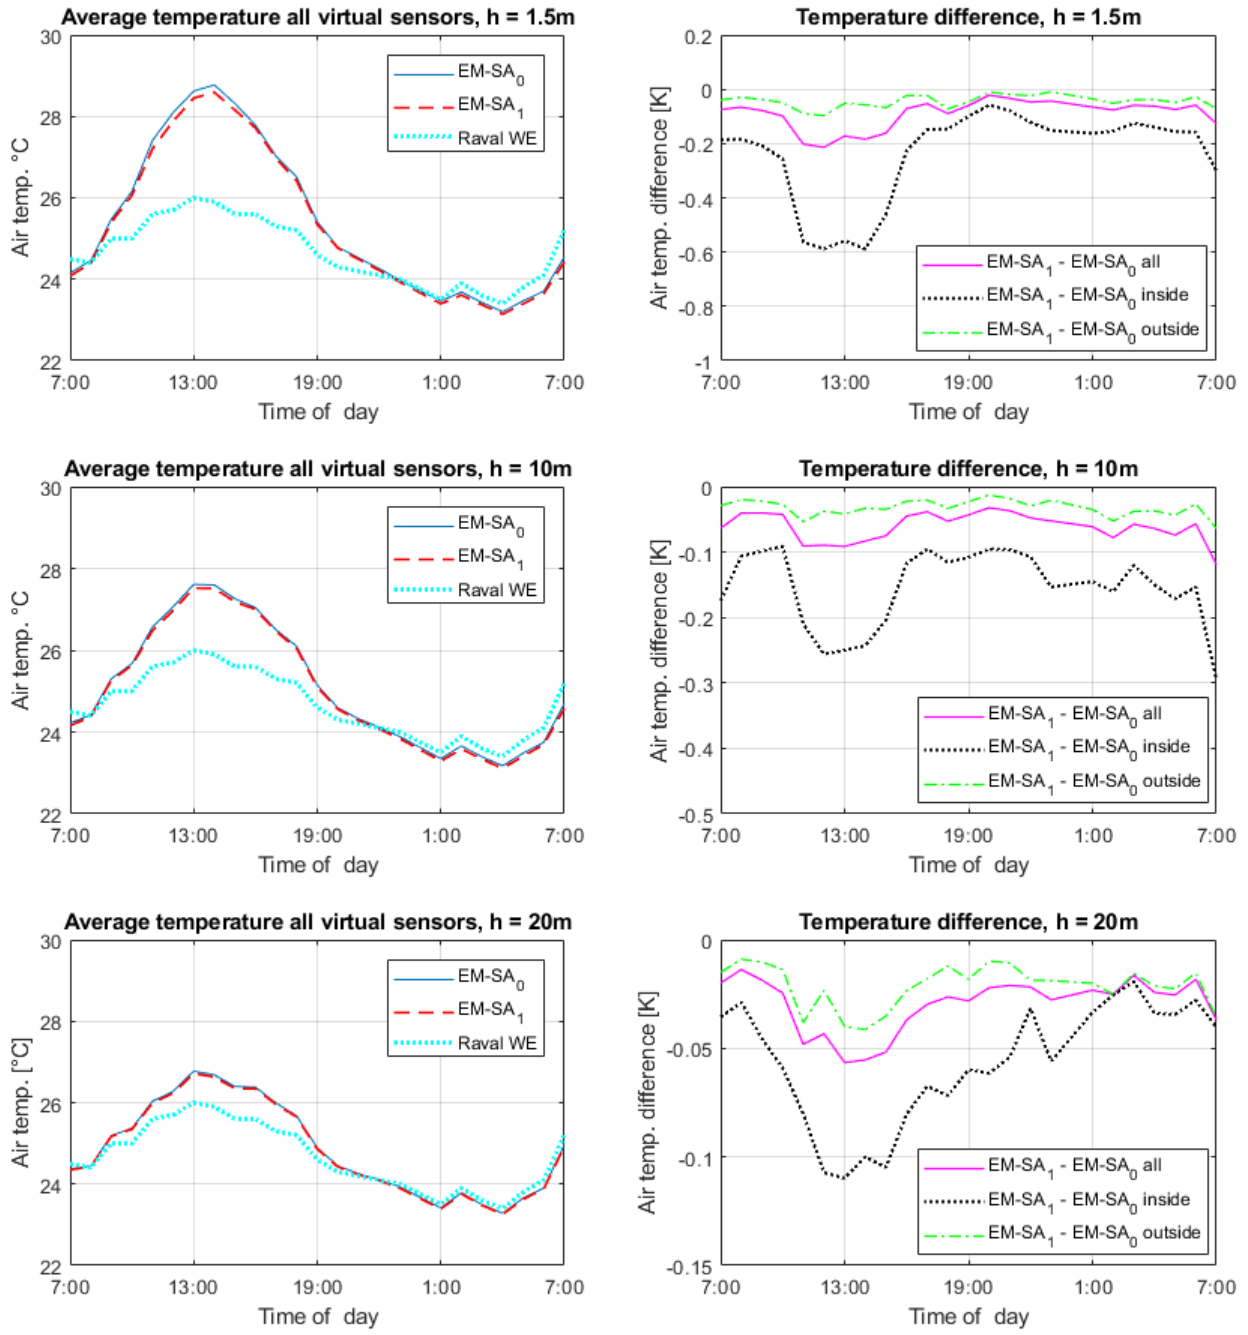 Average temperature all virtual sensors, h = 1.5m
30
28
26
24
22
Air temp. °C
EM-SA0
EM-SA1
Raval WE
7:00 13:00 19:00 1:00 7:00
Time of day
Temperature difference, h = 1.5m
0.2
0
-0.2
-0.4
-0.6
-0.8
-1
Air temp. difference [K]
EM-SA1 - EM-SA0 all
EM-SA1 - EM-SA0 inside
EM-SA1 - EM-SA0 outside
7:00 13:00 19:00 1:00 7:00
Time of day
Average temperature all virtual sensors, h = 10m
30
28
26
24
22
Air temp. °C
EM-SA0
EM-SA1
Raval WE
7:00 13:00 19:00 1:00 7:00
Time of day
Temperature difference, h = 10m
0
-0.1
-0.2
-0.3
-0.4
-0.5
Air temp. difference [K]
EM-SA1 - EM-SA0 all
EM-SA1 - EM-SA0 inside
EM-SA1 - EM-SA0 outside
7:00 13:00 19:00 1:00 7:00
Time of day
Average temperature all virtual sensors, h = 20m
30
28
26
24
22
Air temp. [°C]
EM-SA0
EM-SA1
Raval WE
7:00 13:00 19:00 1:00 7:00
Time of day
Temperature difference, h = 20m
0
-0.05
-0.1
-0.15
Air temp. difference [K]
EM-SA1 - EM-SA0 all
EM-SA1 - EM-SA0 inside
EM-SA1 - EM-SA0 outside
7:00 13:00 19:00 1:00 7:00
Time of day